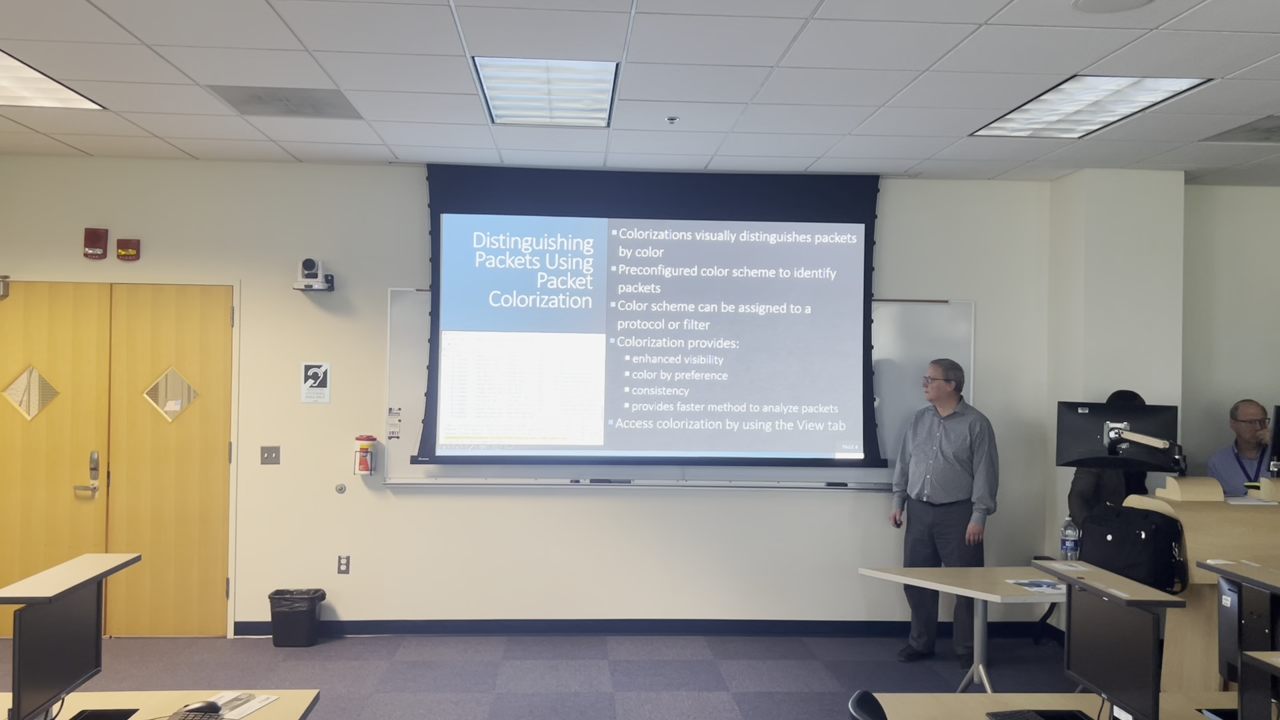 Distinguishing
Packets Using
Packet
Colorization
▪Colorizations visually distinguishes packets
by color
▪Preconfigured color scheme to identify
packets
▪Color scheme can be assigned to a
protocol or filter
▪Colorization provides:
▪enhanced visibility
▪color by preference
▪consistency
▪provides faster method to analyze packets
▪Access colorization by using the View tab